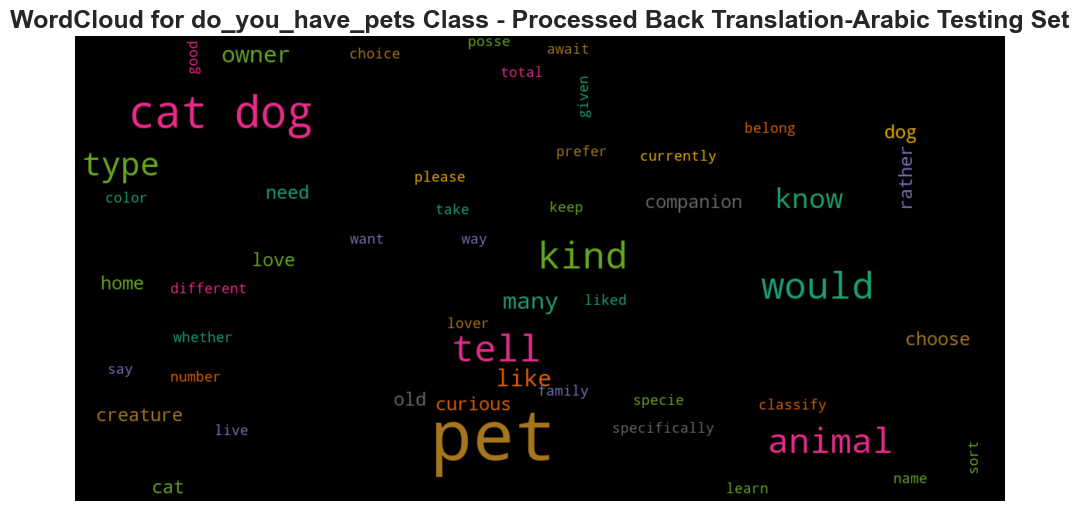 WordCloud for do_you_have_pets Class - Processed Back Translation-Arabic Testing Set
good
owner
choice
posse
await
total
given
cat dog
belong
dog
type
prefer
currently
rather
please
color
need
take
keep
companion
know
want
way
love
kind
home
different
would
many
liked
lover
whether
tell
choose
say
number
like
family
old
curious
specie
classify
creature
live
pet
specifically
animal
sort
cat
learn
name